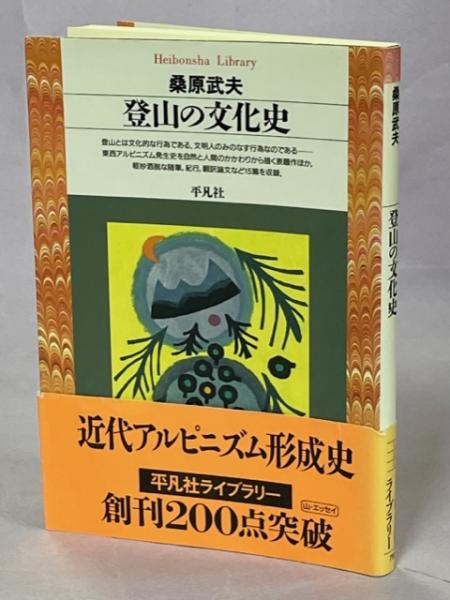 Heibonsha Library
桑原武夫
登山の文化史
登山とは文化的な行為である、文明人のみのなす行為なのである——
東西アルピニズム発生史を自然と人間のかかわりから描く表題作ほか、
軽妙洒脱な随筆、紀行、翻訳論文など15篇を収録。
平凡社
近代アルピニズム形成史
平凡社ライブラリー
創刊200点突破
山・エッセイ
桑原武夫
登山の文化史
ライブラリー